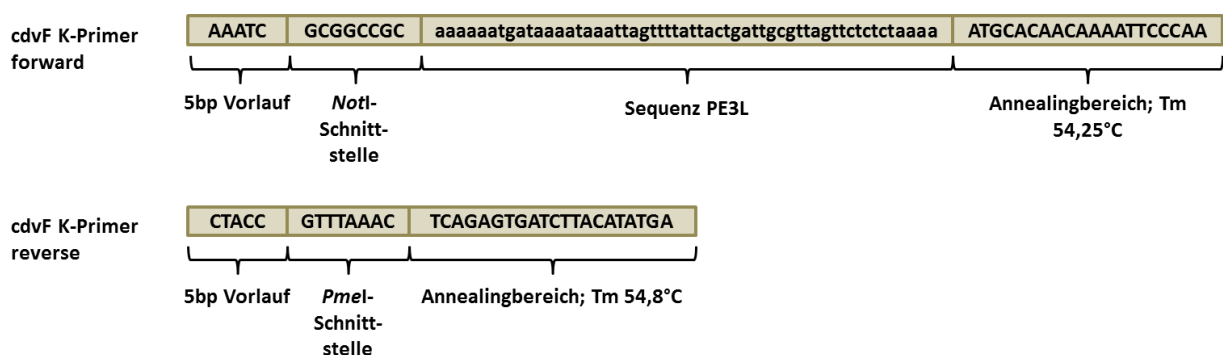 cdvF K-Primer
forward
AAATC GCGGCCGC aaaaaatgataaaataaattagttttattactgattgcgttagttctctctaaaa ATGCACAACAAAATTCCCAA
5bp Vorlauf
NotI-
Schnitt-
stelle
Sequenz PE3L
Annealingbereich; Tm
54,25°C
cdvF K-Primer
reverse
CTACC GTTTAAAC TCAGAGTGATCTTACATATGA
5bp Vorlauf
PmeI-
Schnitt-
stelle
Annealingbereich; Tm 54,8°C